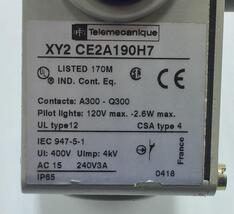 Telemecanique
XY2 CE2A190H7
UL LISTED 170M
IND. Cont. Eq.
Contacts: A300 - Q300
Pilot lights: 120V max. -2.6W max.
UL type12 CSA type 4
IEC 947-5-1
Ui: 400V Uimp: 4kV
AC 15 240V3A
IP65 0418
France